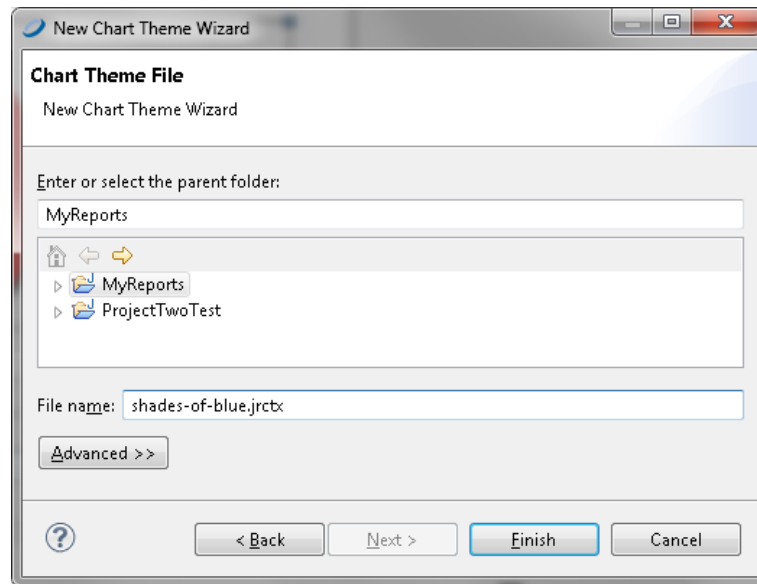 New Chart Theme Wizard
Chart Theme File
New Chart Theme Wizard
Enter or select the parent folder:
MyReports
MyReports
ProjectTwoTest
File name: shades-of-blue.jrctx
Advanced >>
< Back Next > Finish Cancel